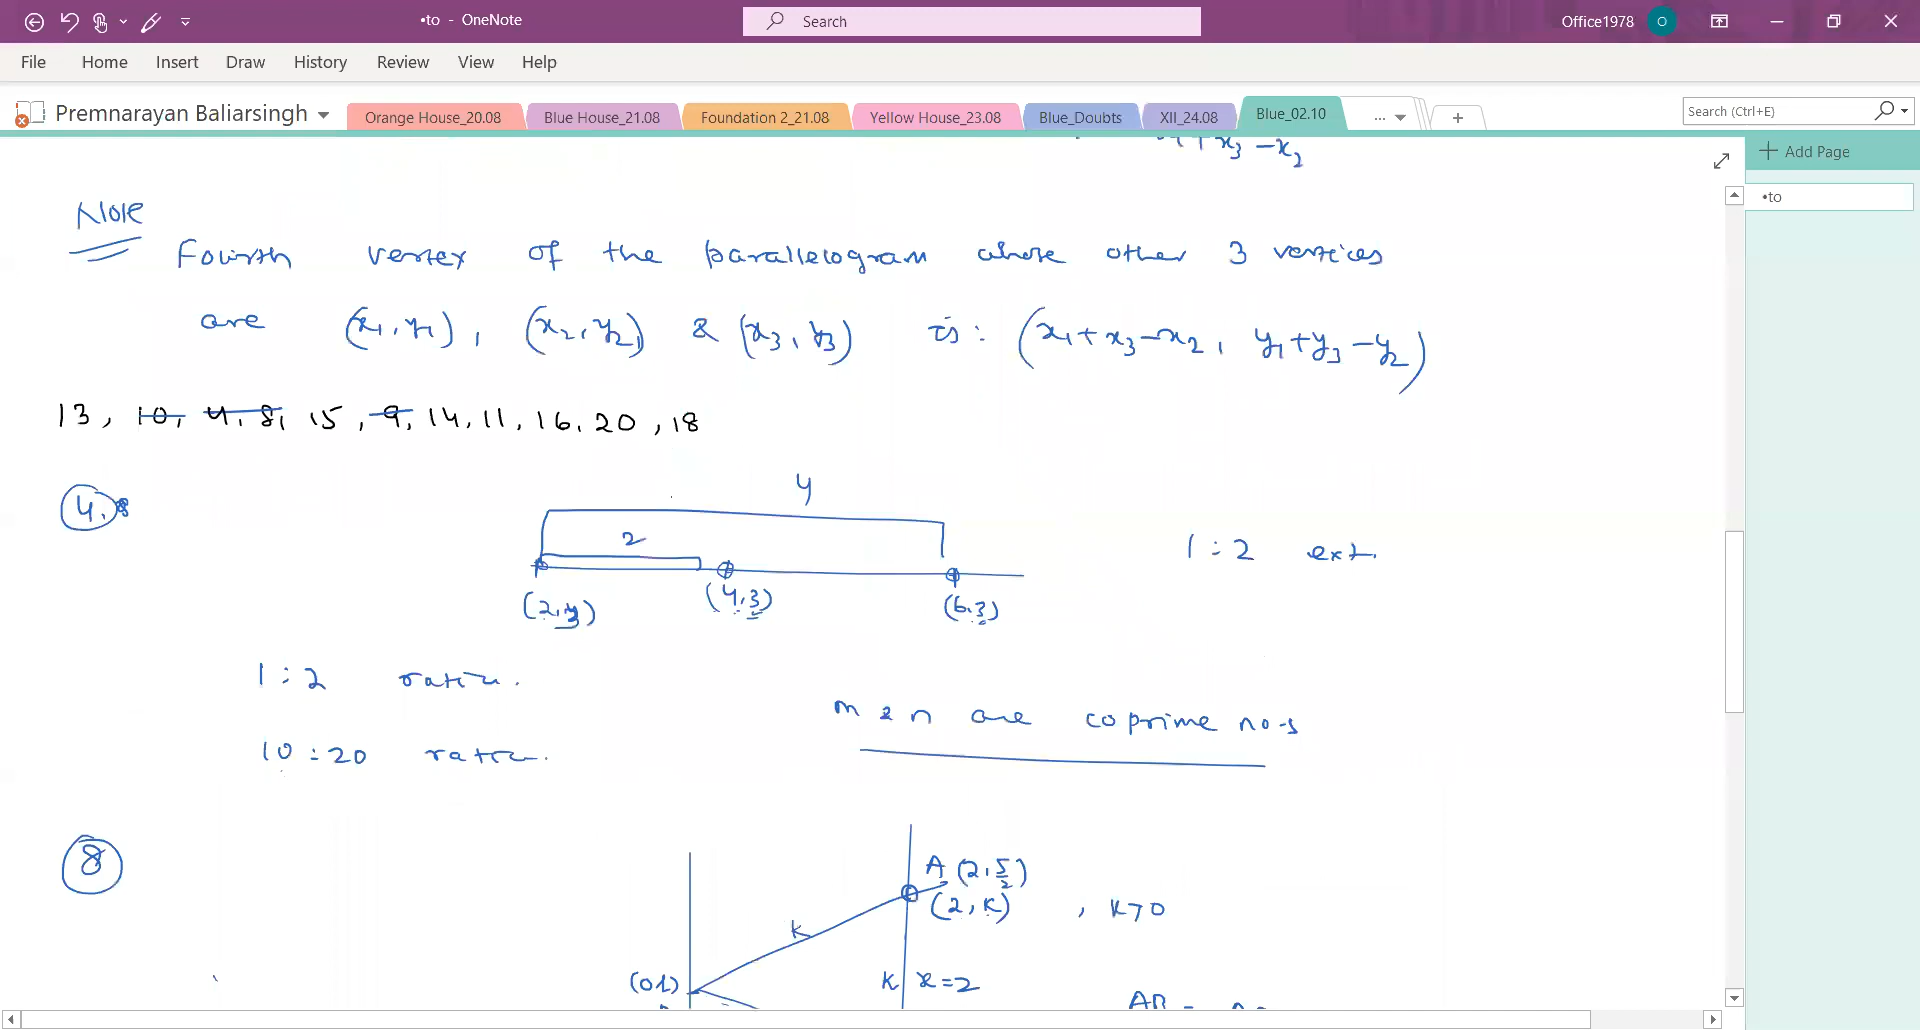 •to - OneNote
Search
Office1978
O
File Home Insert Draw History Review View Help
Premnarayan Baliarsingh
Orange House_20.08
Blue House_21.08
Foundation 2_21.08
Yellow House_23.08
Blue_Doubts
XII_24.08
Blue_02.10
...
Search (Ctrl+E)
Add Page
•to
+ x₃ - x₂
Note
Fourth vertex of the parallelogram whose other 3 vertices
are (x₁, y₁), (x₂, y₂) & (x₃, y₃) is: (x₁+x₃-x₂, y₁+y₃-y₂)
13, 10, 4, 8, 15, 9, 14, 11, 16, 20, 18
4.
4
2
1 : 2 ext.
(4,3)
(6,3)
1 : 2 ratio.
m & n are coprime no-s
10 : 20 ratio.
8
A (2, 5/2)
(2, K) , K>0
K
(0,1)
K x=2
AB =